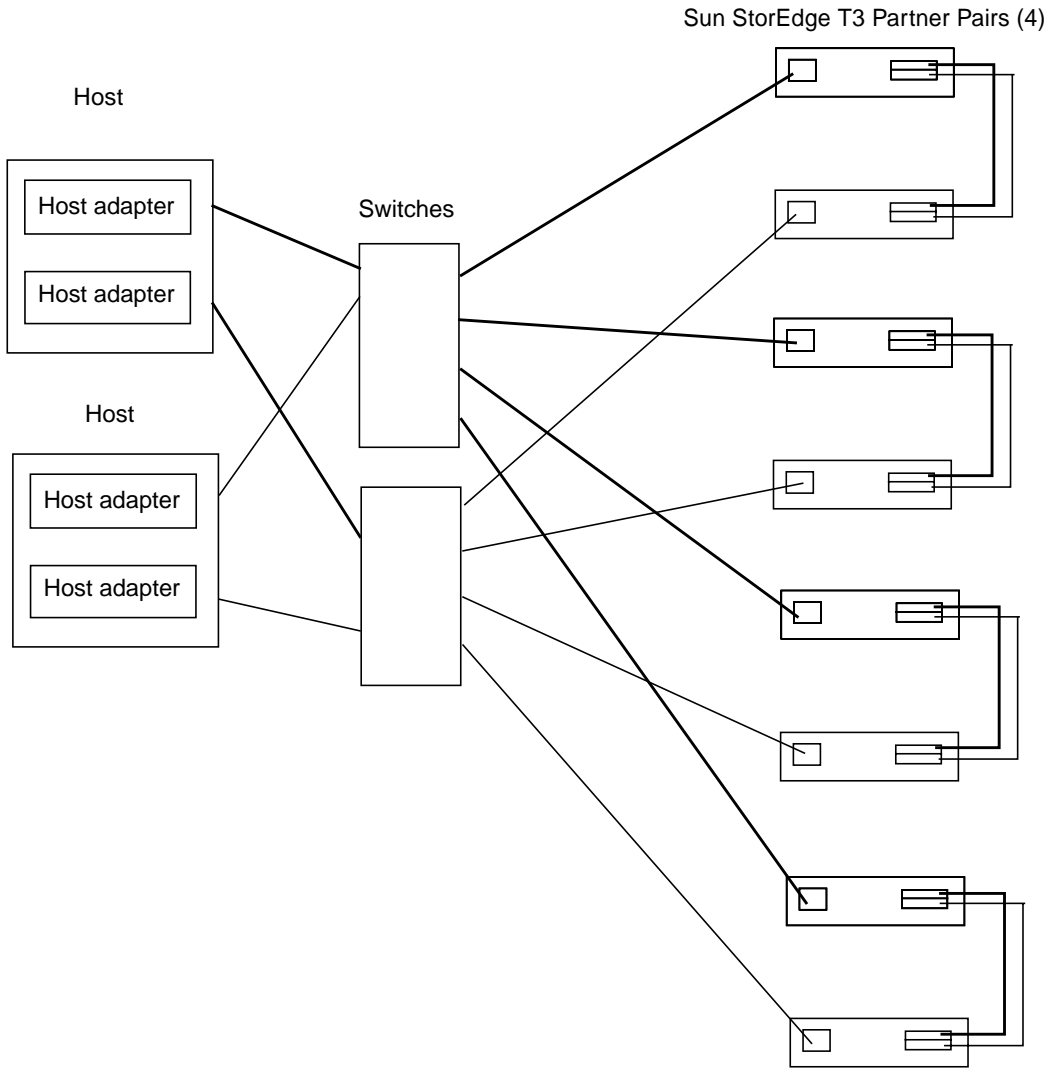 Sun StorEdge T3 Partner Pairs (4)
Host
Host adapter
Host adapter
Switches
Host
Host adapter
Host adapter